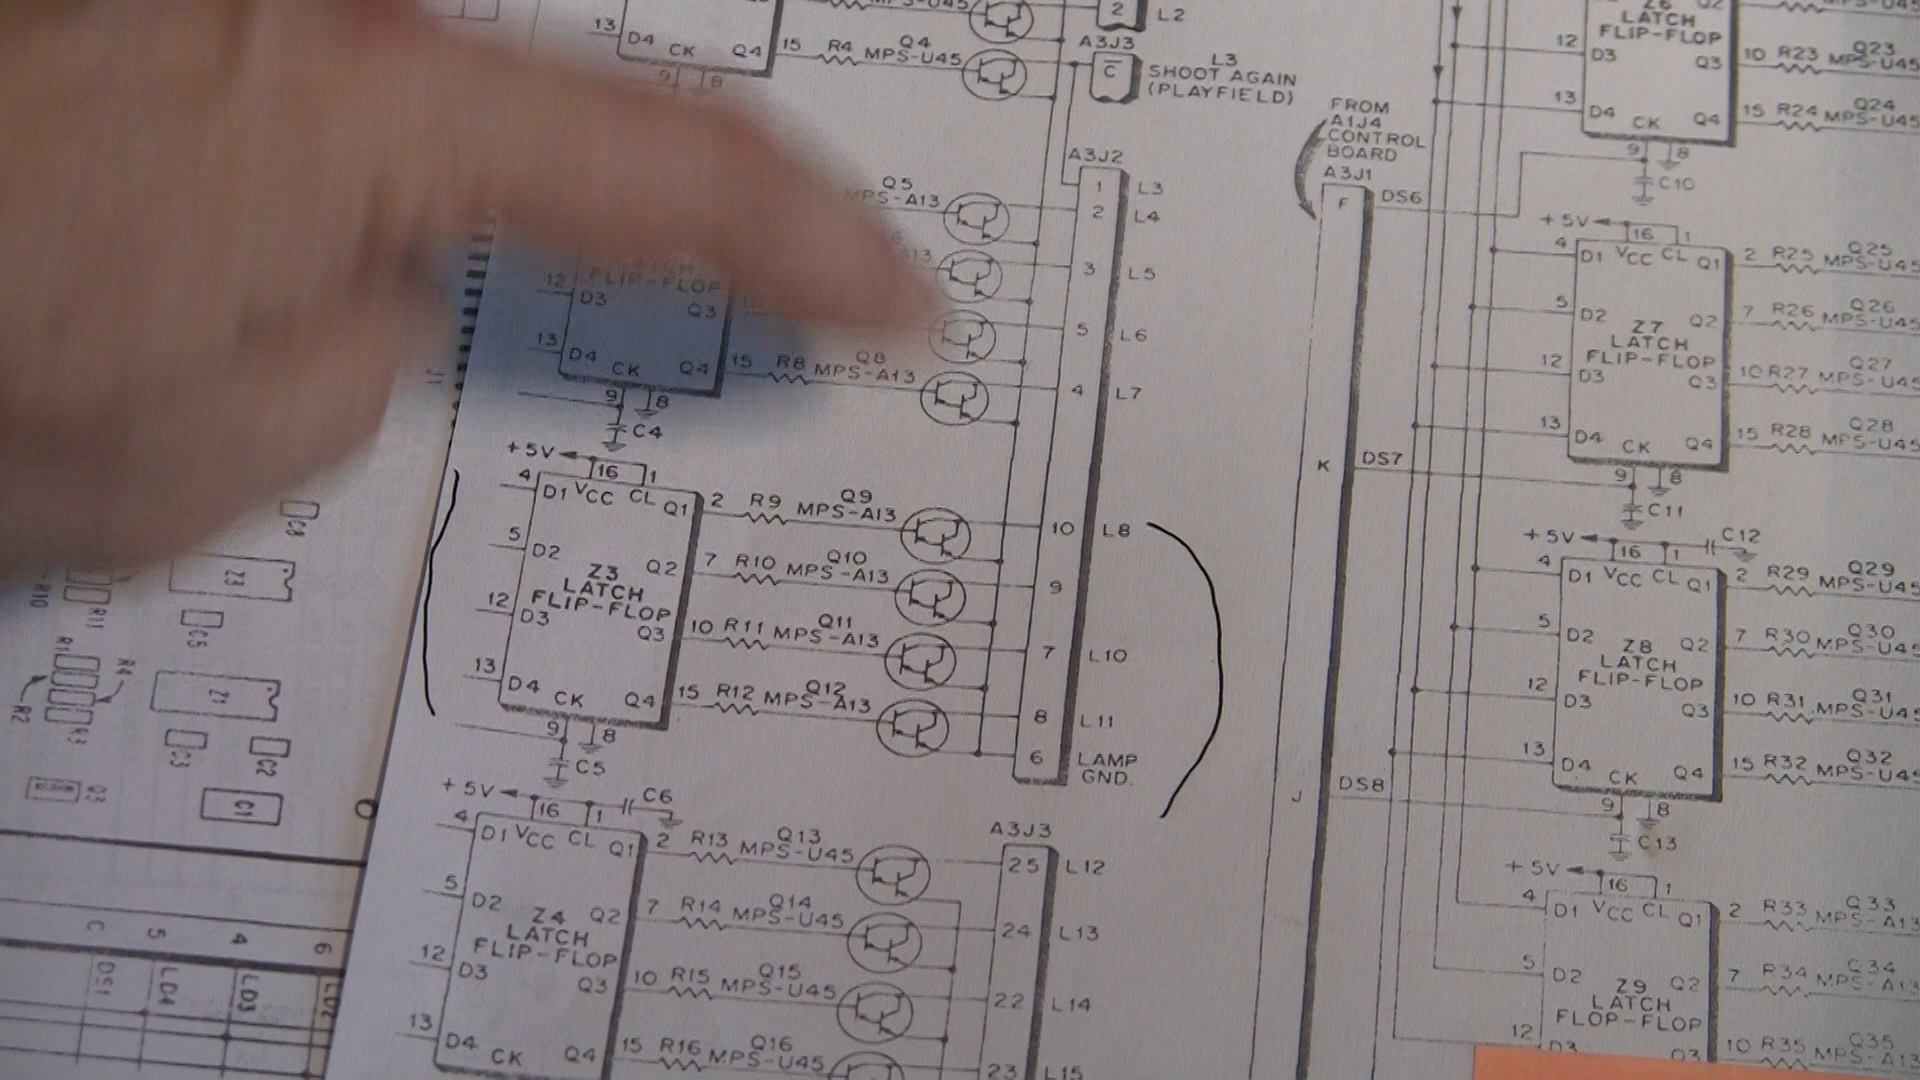 2 L2
13 D4 CK Q4 15 R4 Q4 MPS-U45
9 8
A3J3
C
L3
SHOOT AGAIN
(PLAYFIELD)
A3J2
Q5
MPS-A13
1 L3
2 L4
3 L5
5 L6
4 L7
12 D3 FLIP-FLOP Q3
13 D4 CK Q4 15 R8 Q8 MPS-A13
9 8
C4
+5V 16 1
4 D1 VCC CL Q1 2 R9 Q9 MPS-A13 10 L8
5 D2 Q2 7 R10 Q10 MPS-A13 9
Z3
LATCH
FLIP-FLOP
12 D3 Q3 10 R11 Q11 MPS-A13 7 L10
13 D4 CK Q4 15 R12 Q12 MPS-A13 8 L11
9 8
C5
6 LAMP
GND.
+5V 16 1 C6
A3J3
4 D1 VCC CL Q1 2 R13 Q13 MPS-U45 25 L12
5 D2 Q2 7 R14 Q14 MPS-U45 24 L13
Z4
LATCH
FLIP-FLOP
12 D3 Q3 10 R15 Q15 MPS-U45 22 L14
13 D4 CK Q4 15 R16 Q16 MPS-U45 23 L15
FROM
A1J4
CONTROL
BOARD
A3J1
F DS6
K DS7
J DS8
Z6
LATCH
FLIP-FLOP
12 D3 Q3 10 R23 Q23 MPS-U45
13 D4 CK Q4 15 R24 Q24 MPS-U45
9 8
C10
+5V 16 1
4 D1 VCC CL Q1 2 R25 Q25 MPS-U45
5 D2 Q2 7 R26 Q26 MPS-U45
Z7
LATCH
FLIP-FLOP
12 D3 Q3 10 R27 Q27 MPS-U45
13 D4 CK Q4 15 R28 Q28 MPS-U45
9 8
C11
+5V 16 1 C12
4 D1 VCC CL Q1 2 R29 Q29 MPS-U45
5 D2 Q2 7 R30 Q30 MPS-U45
Z8
LATCH
FLIP-FLOP
12 D3 Q3 10 R31 Q31 MPS-U45
13 D4 CK Q4 15 R32 Q32 MPS-U45
9 8
C13
+5V 16 1
4 D1 VCC CL Q1 2 R33 Q33 MPS-A13
5 D2 Q2 7 R34 Q34 MPS-A13
Z9
LATCH
FLOP-FLOP
12 D3 Q3 10 R35 Q35 MPS-A13
J1
C8
Z3
R10
R11
C5
R1
R4
Z1
R2
R3
C3
C2
C1
C 5 4 6
DS1 LD4 LD3 LD2